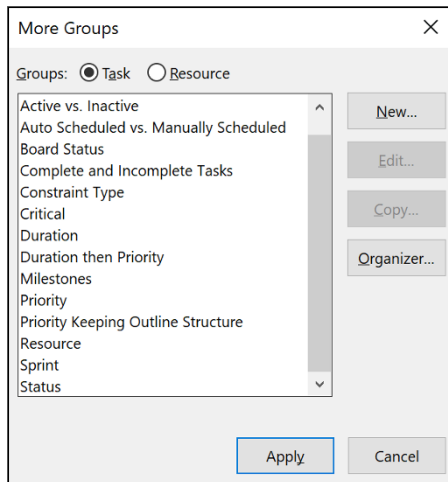 More Groups
Groups: Task Resource
Active vs. Inactive
Auto Scheduled vs. Manually Scheduled
Board Status
Complete and Incomplete Tasks
Constraint Type
Critical
Duration
Duration then Priority
Milestones
Priority
Priority Keeping Outline Structure
Resource
Sprint
Status
New...
Edit...
Copy...
Organizer...
Apply
Cancel